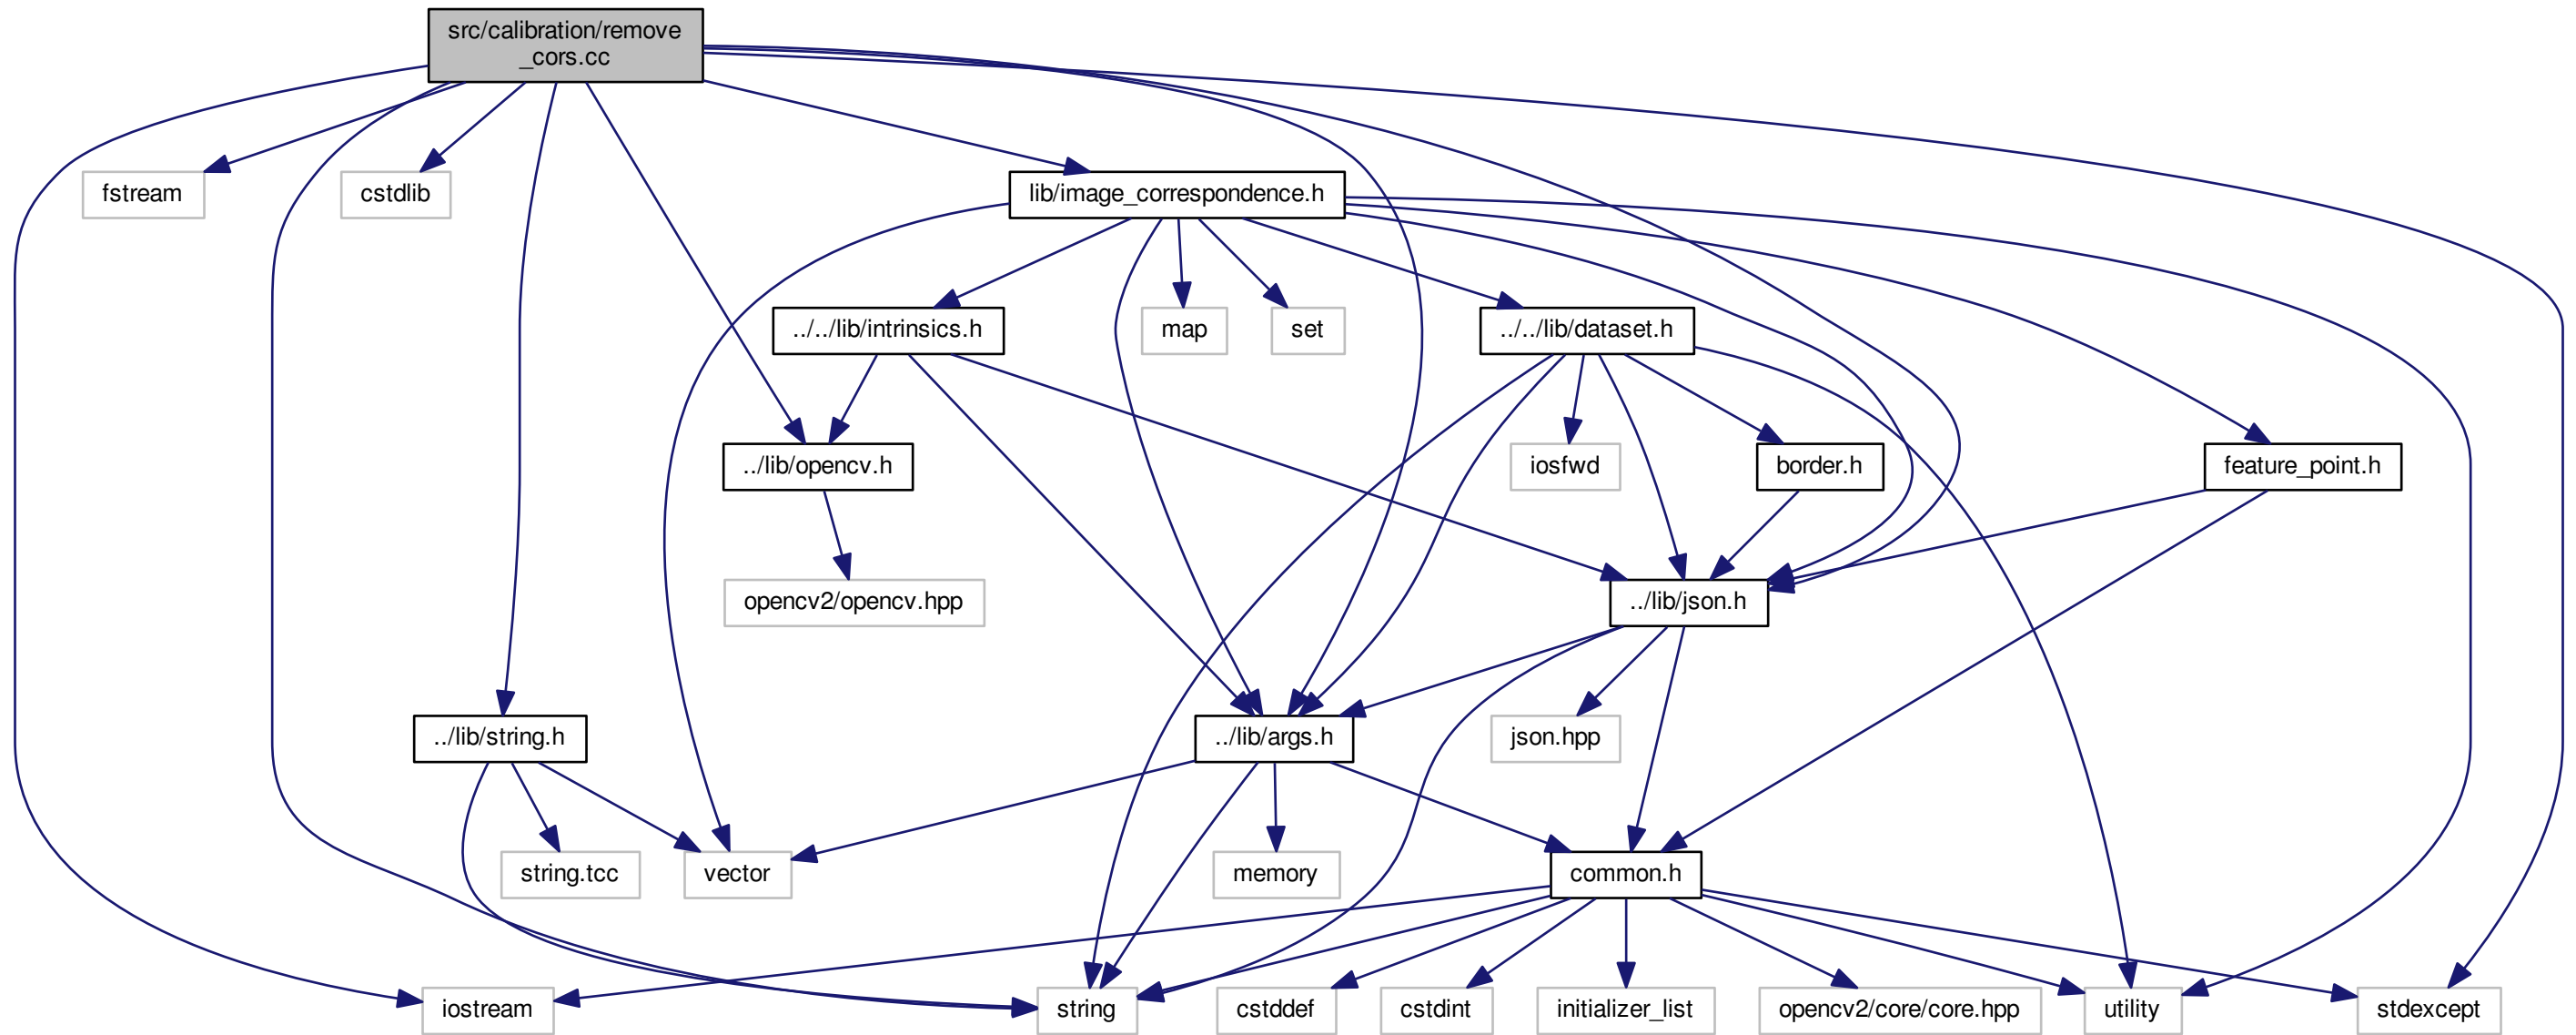 src/calibration/remove
_cors.cc
fstream
cstdlib
lib/image_correspondence.h
../../lib/intrinsics.h
map
set
../../lib/dataset.h
../lib/opencv.h
iosfwd
border.h
feature_point.h
opencv2/opencv.hpp
../lib/json.h
../lib/string.h
../lib/args.h
json.hpp
string.tcc
vector
memory
common.h
iostream
string
cstddef
cstdint
initializer_list
opencv2/core/core.hpp
utility
stdexcept